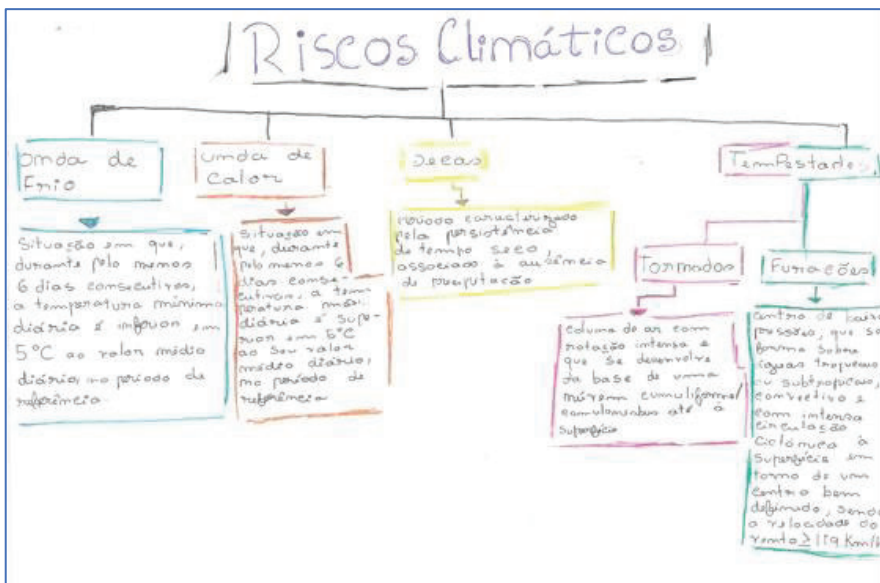 Riscos Climáticos
Onda de
Frio
Situação em que,
durante pelo menos
6 dias consecutivos,
a temperatura mínima
diária é inferior em
5°C ao valor médio
diário, no período de
referência
Onda de
Calor
Situação em
que, durante
pelo menos 6
dias conse-
cutivos, a tem
peratura máx.
diária é supe-
rior em 5°C
ao seu valor
médio diário,
no período de
referência
Secas
Período caracterizado
pela persistência
de tempo seco,
associado à ausência
de precipitação
Tempestades
Tornados
coluna de ar com
rotação intensa e
que se desenvolve
da base de uma
nuvem cumuliforme/
cumulonimbus até à
superfície
Furacões
centro de baixa
pressões, que se
forma sobre
águas tropicais
ou subtropicais,
convectivo e
com intensa
circulação
ciclónica à
superfície em
torno de um
centro bem
definido, sendo
a velocidade do
vento ≥ 119 Km/h